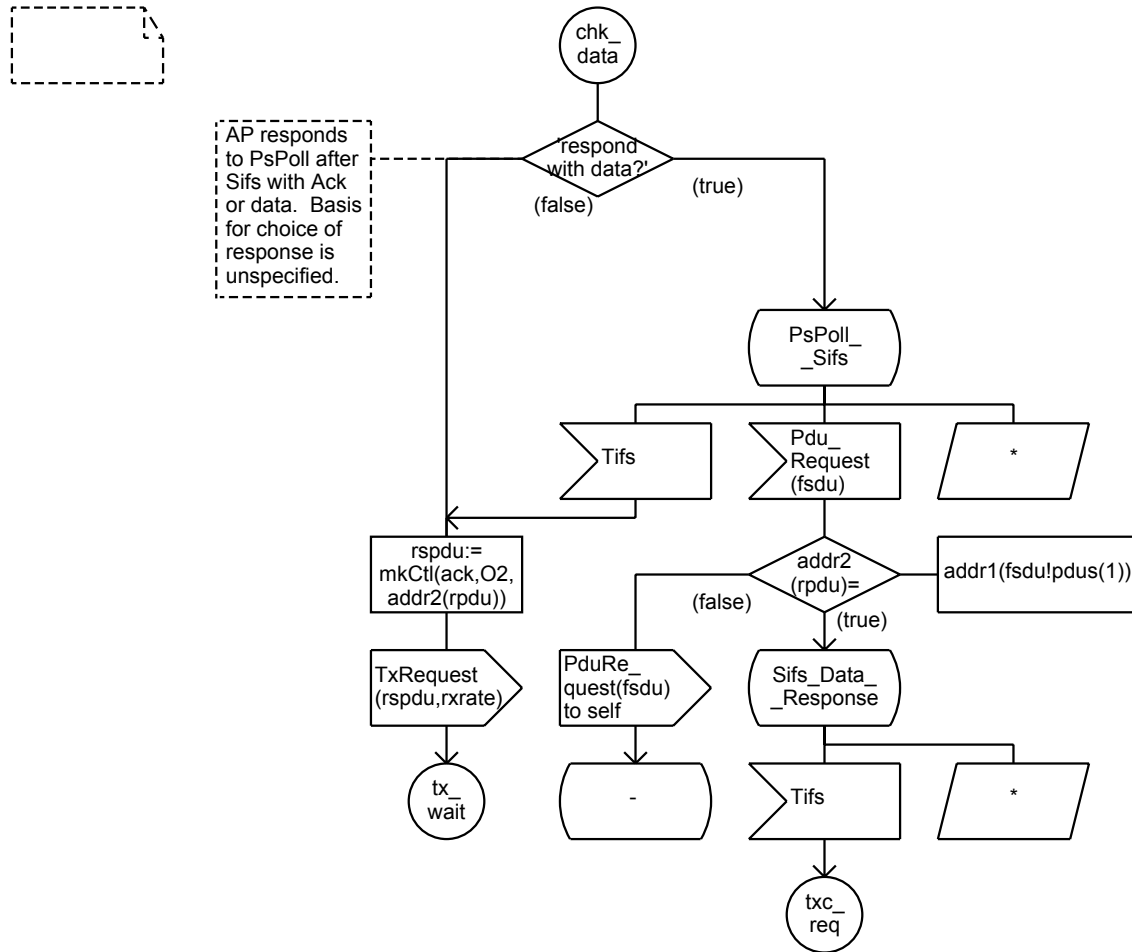 chk_
data
AP responds
to PsPoll after
Sifs with Ack
or data.  Basis
for choice of
response is
unspecified.
'respond
with data?'
(false)
(true)
PsPoll_
_Sifs
Tifs
Pdu_
Request
(fsdu)
*
rspdu:=
mkCtl(ack,O2,
addr2(rpdu))
addr2
(rpdu)=
addr1(fsdu!pdus(1))
(false)
(true)
TxRequest
(rspdu,rxrate)
PduRe_
quest(fsdu)
to self
Sifs_Data_
_Response
tx_
wait
-
Tifs
*
txc_
req